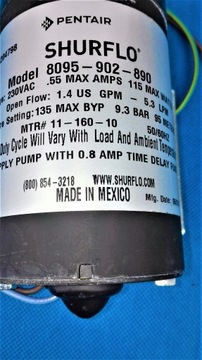 PENTAIR
SHURFLO®
Model 8095-902-890
230VAC .55 MAX AMPS 115 MAX
Open Flow: 1.4 US GPM - 5.3 LPM
Setting: 135 MAX BYP 9.3 BAR 95
MTR# 11-160-10 50/60HZ
Duty Cycle Will Vary With Load And Ambient
PUMP WITH 0.8 AMP TIME DELAY
(800) 854-3218 WWW.SHURFLO.COM
MADE IN MEXICO